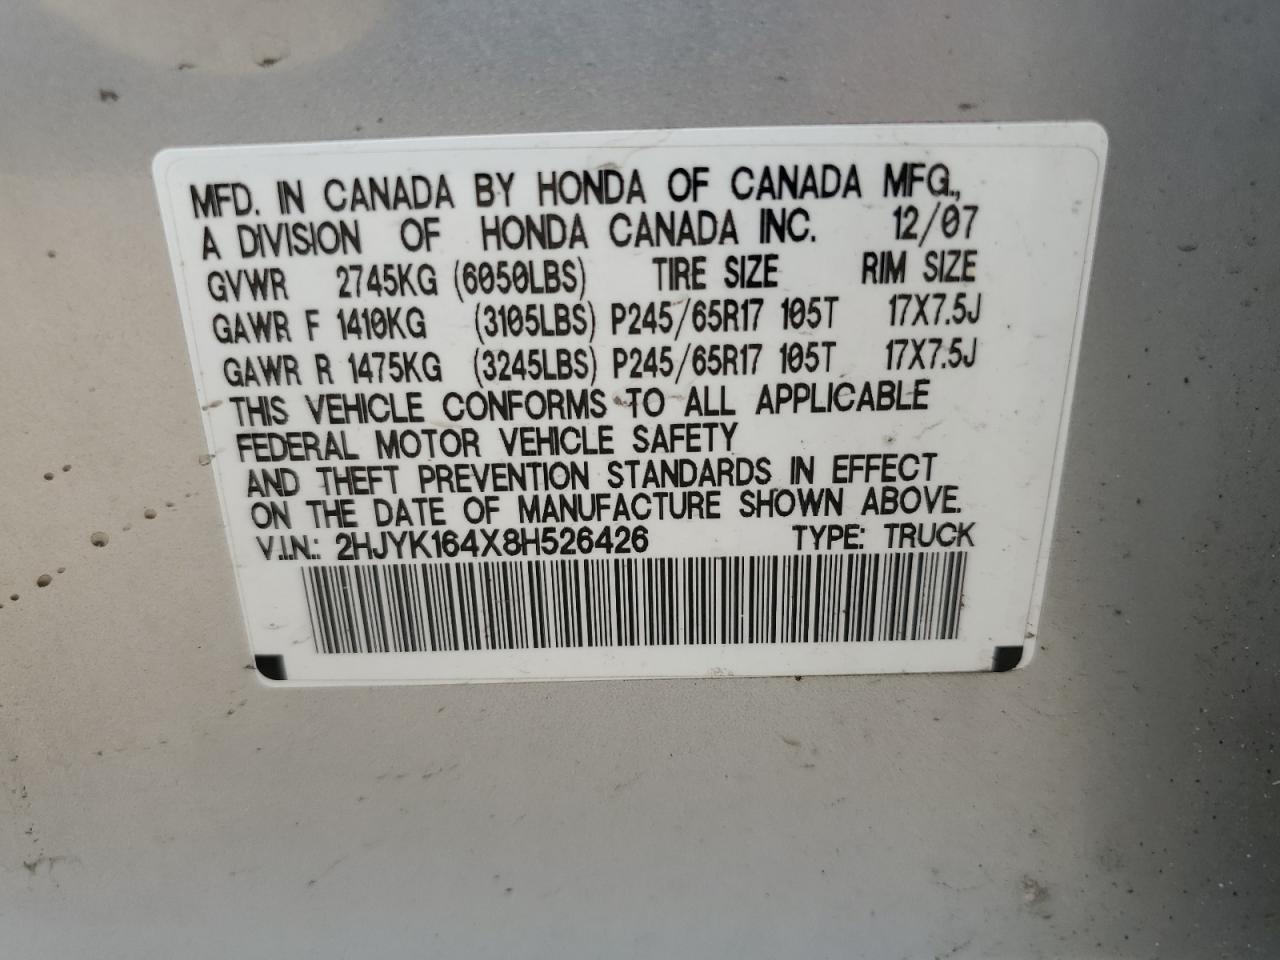 MFD. IN CANADA BY HONDA OF CANADA MFG.,
A DIVISION OF HONDA CANADA INC. 12/07
GVWR 2745KG (6050LBS) TIRE SIZE RIM SIZE
GAWR F 1410KG (3105LBS) P245/65R17 105T 17X7.5J
GAWR R 1475KG (3245LBS) P245/65R17 105T 17X7.5J
THIS VEHICLE CONFORMS TO ALL APPLICABLE
FEDERAL MOTOR VEHICLE SAFETY
AND THEFT PREVENTION STANDARDS IN EFFECT
ON THE DATE OF MANUFACTURE SHOWN ABOVE.
V.I.N.: 2HJYK164X8H526426 TYPE: TRUCK